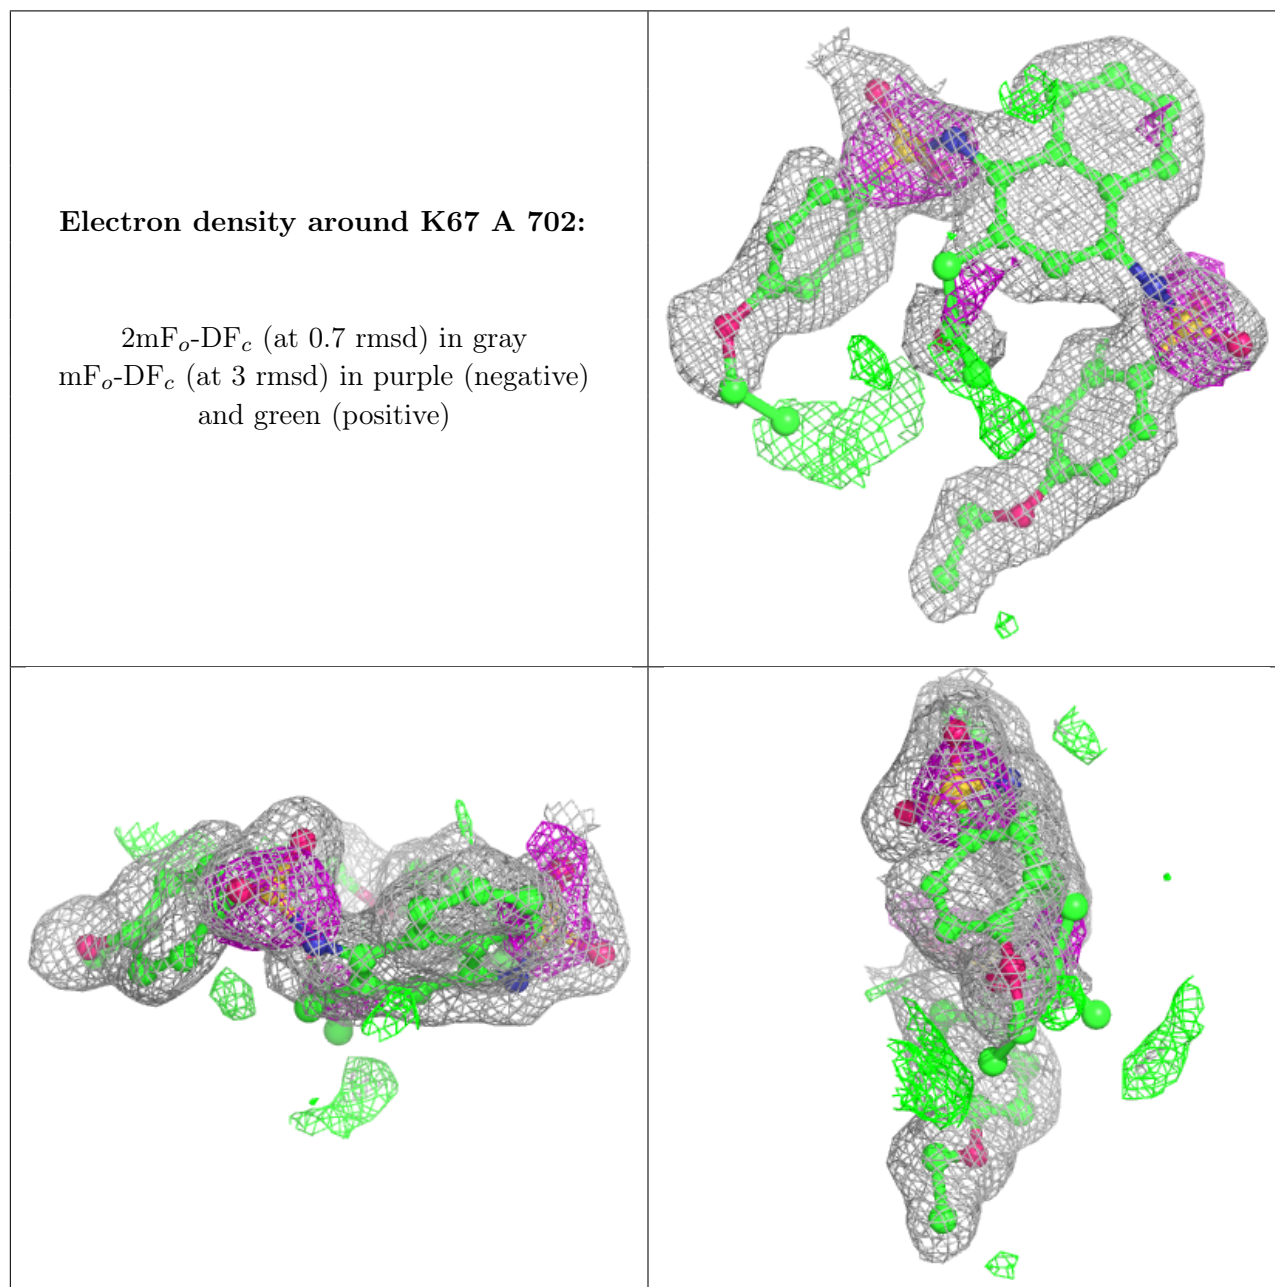 Electron density around K67 A 702:
2mFo-DFc (at 0.7 rmsd) in gray
mFo-DFc (at 3 rmsd) in purple (negative)
and green (positive)